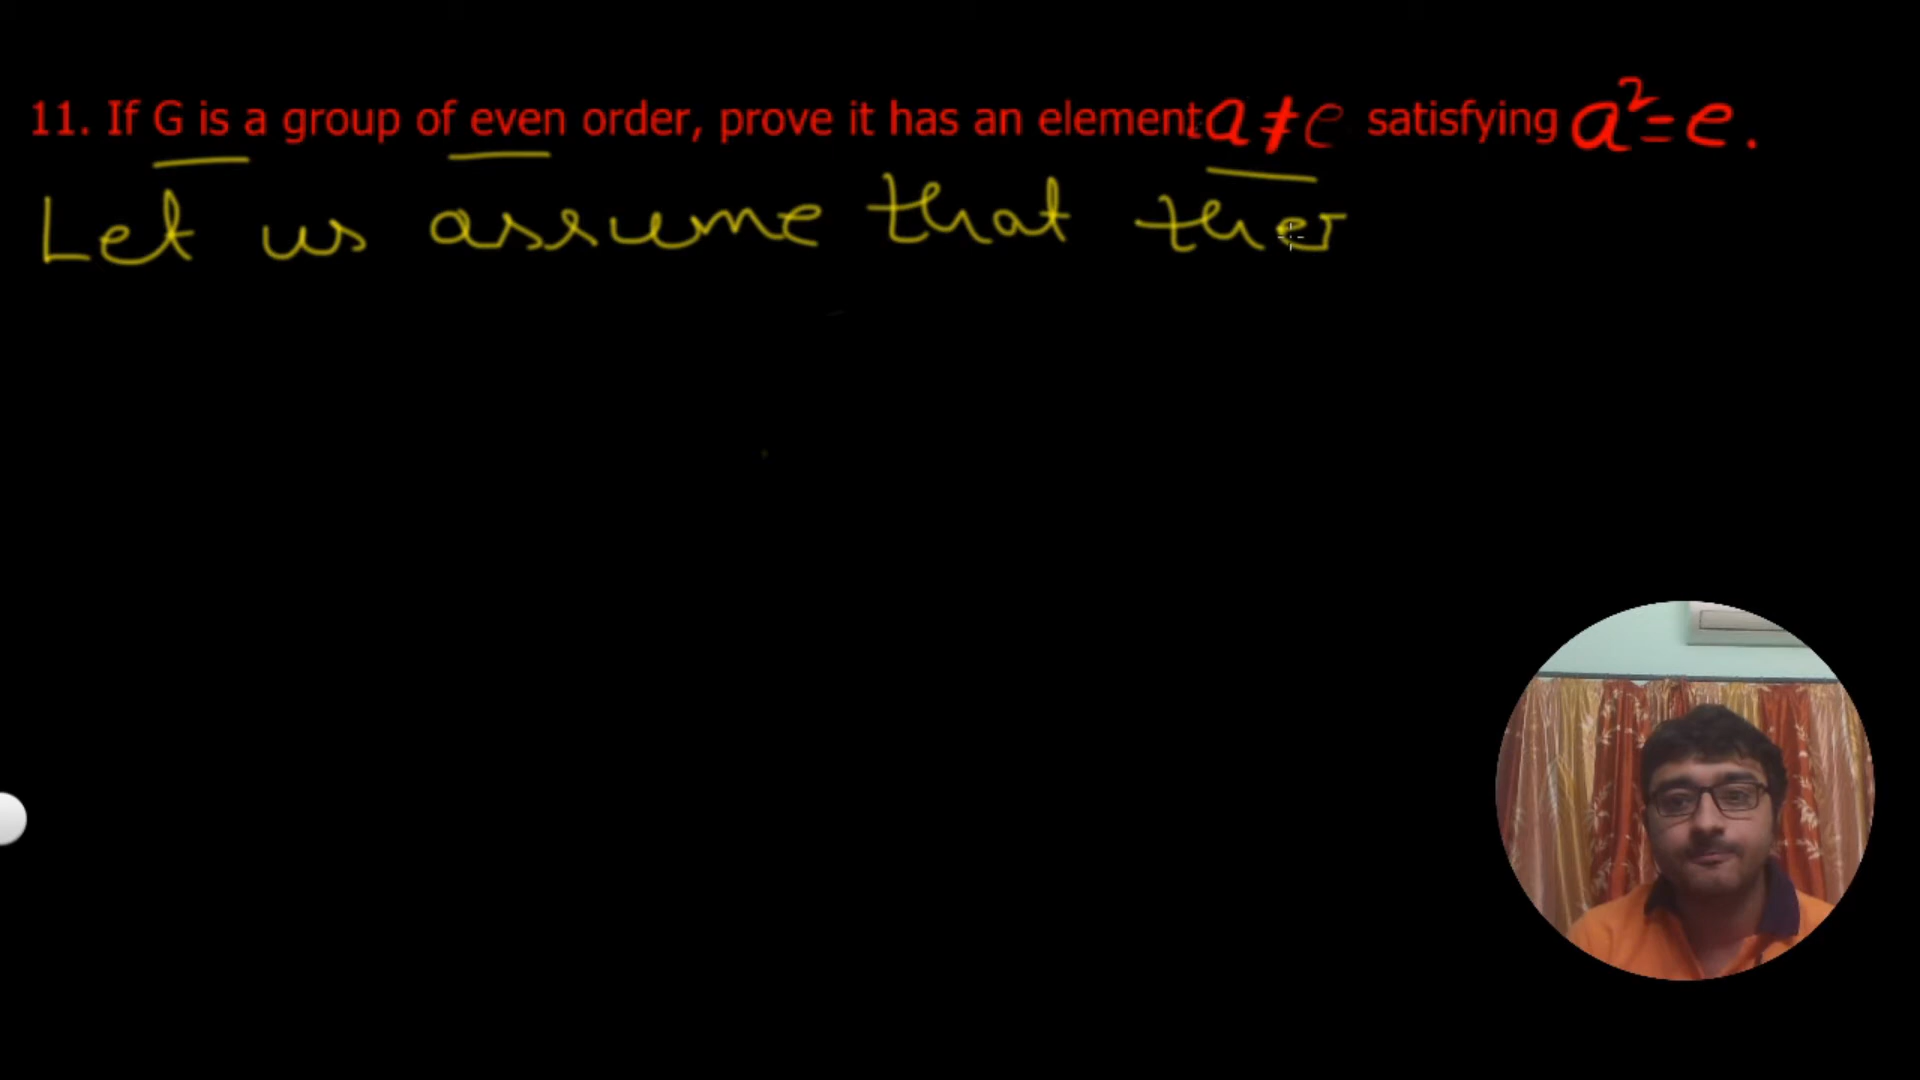 11. If G is a group of even order, prove it has an element a ≠ e satisfying a² = e.
Let us assume that ther